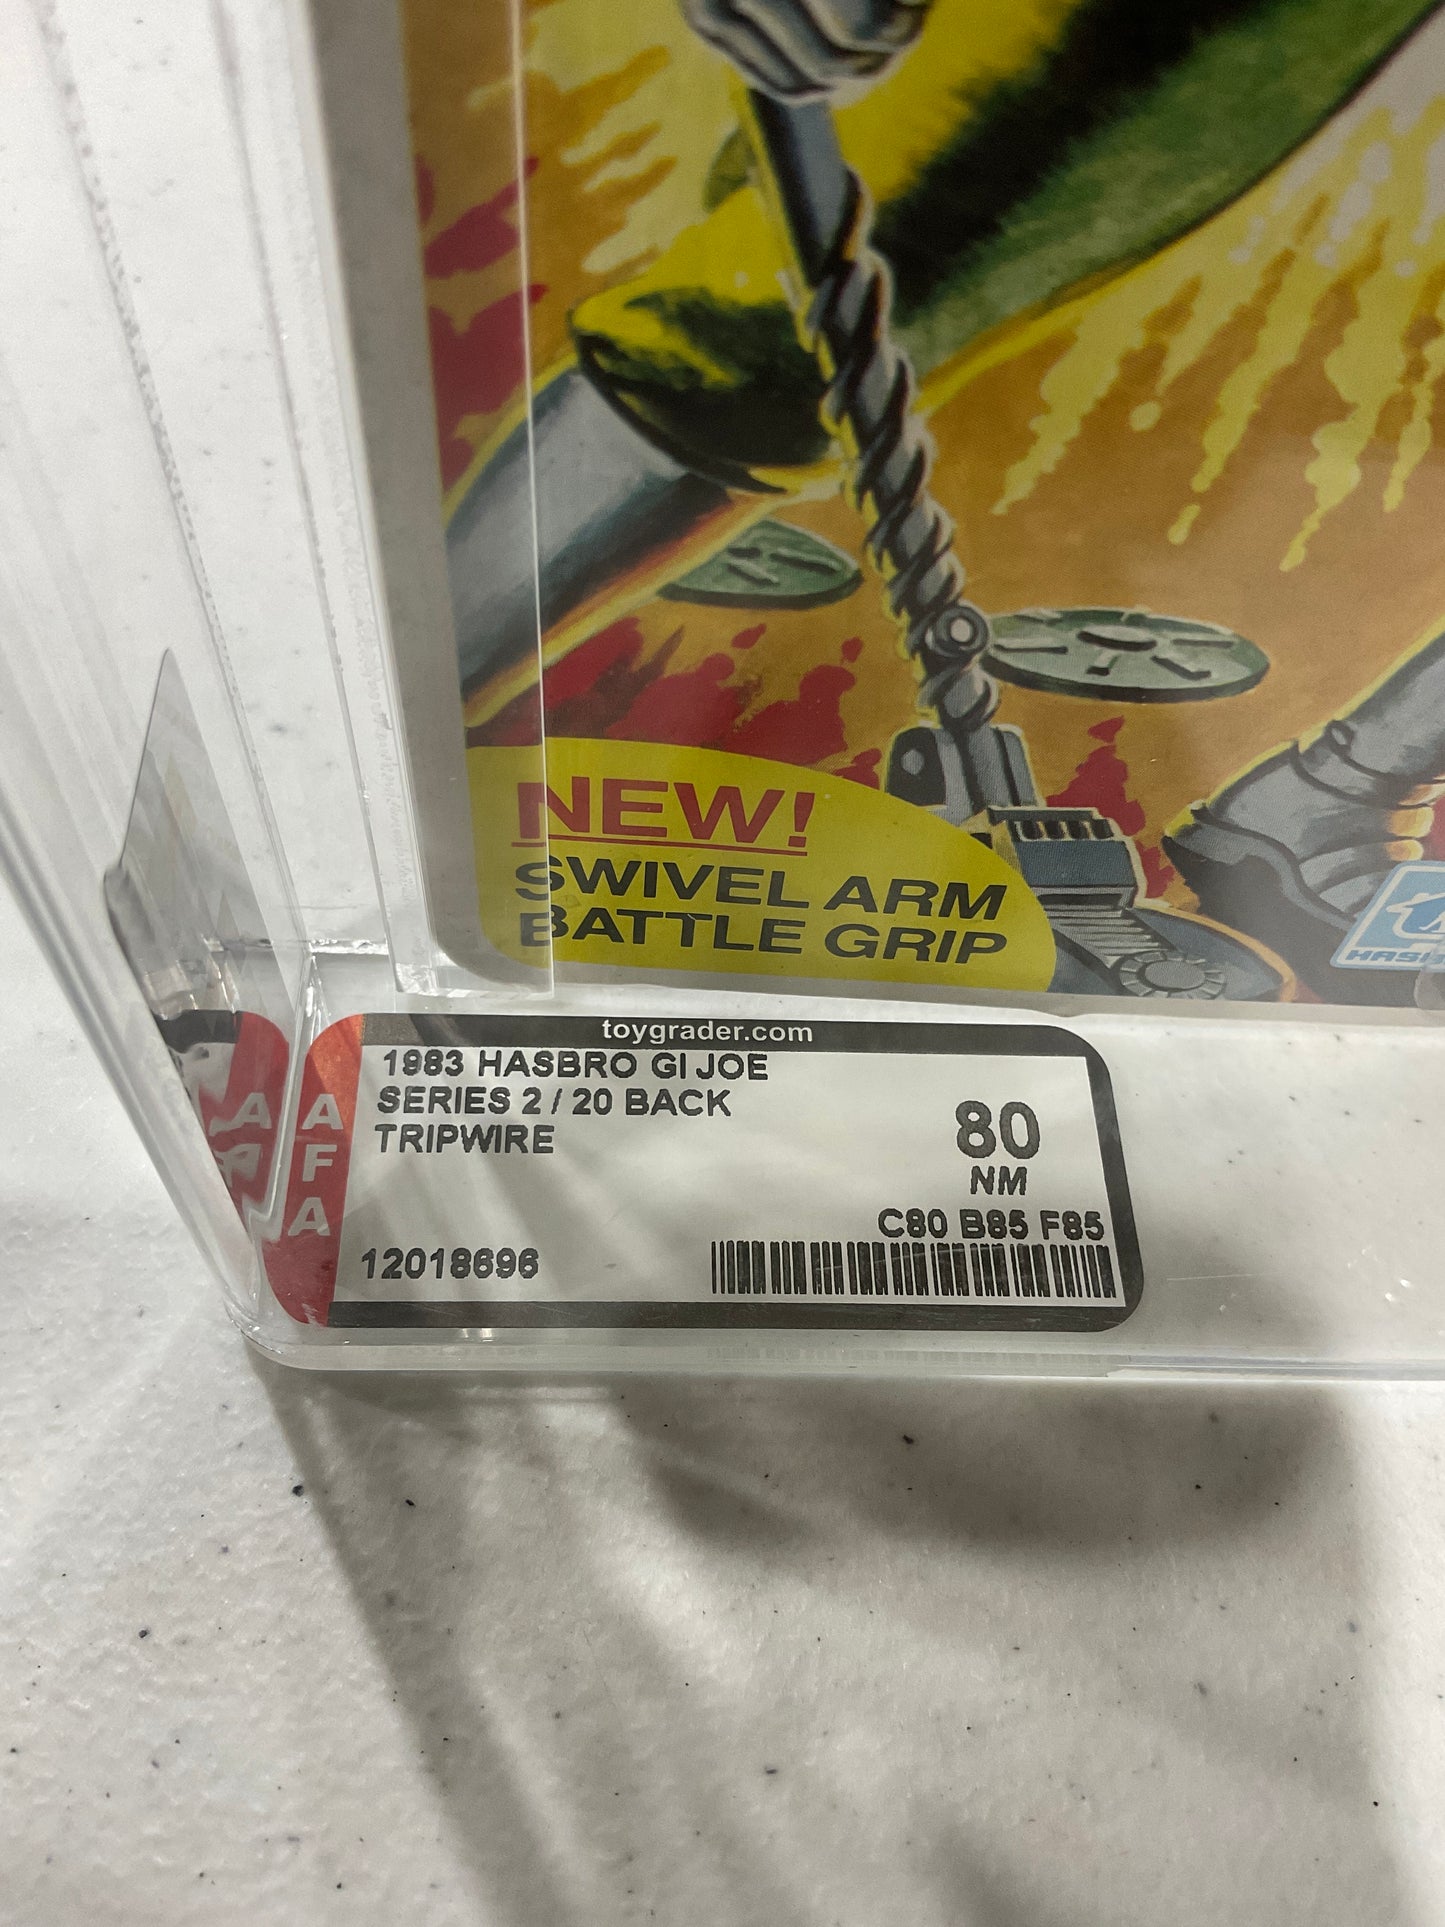 NEW!
SWIVEL ARM
BATTLE GRIP
toygrader.com
1983 HASBRO GI JOE
SERIES 2 / 20 BACK
TRIPWIRE
80
NM
C80 B85 F85
12018696
AFA